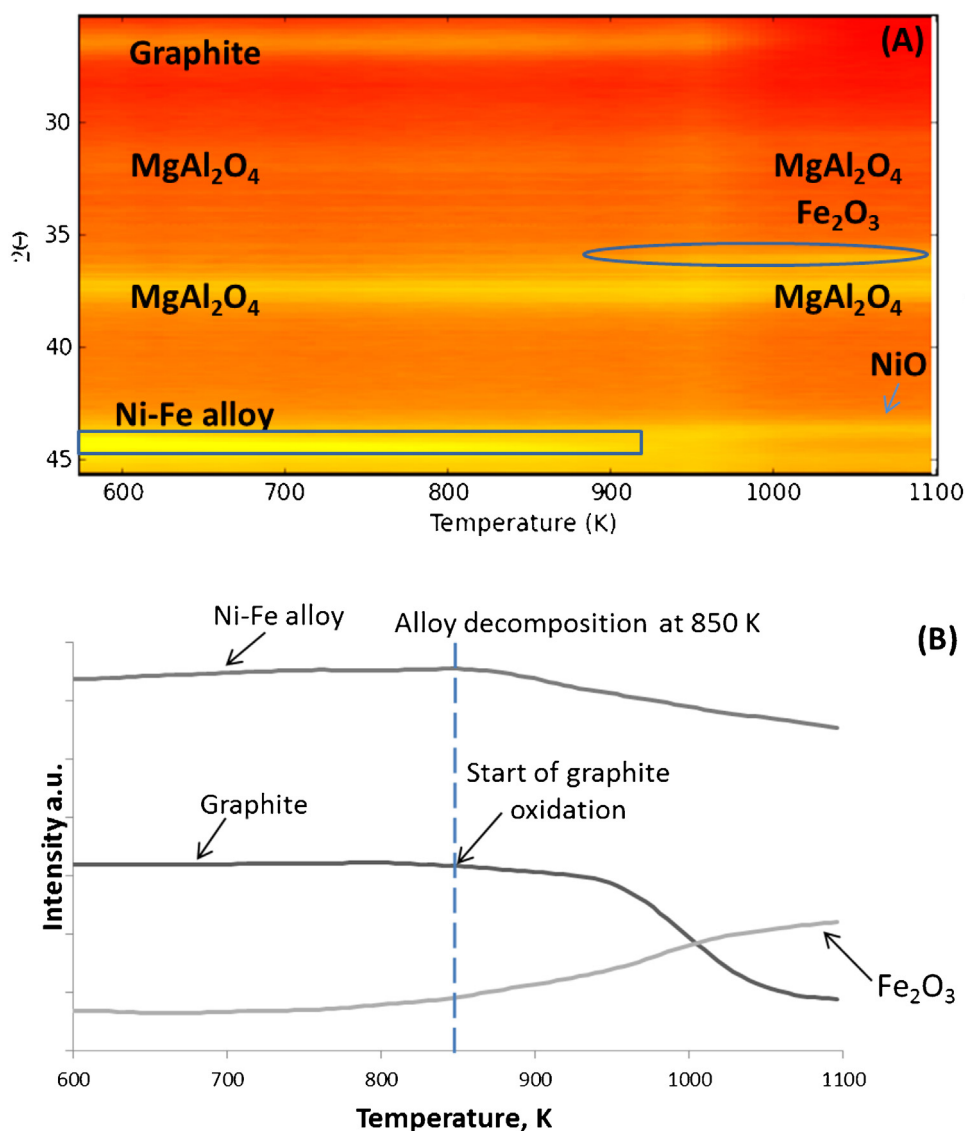 (A)
Graphite
30
MgAl₂O₄
MgAl₂O₄
Fe₂O₃
35
MgAl₂O₄
MgAl₂O₄
40
NiO
Ni-Fe alloy
45
600 700 800 900 1000 1100
Temperature (K)
(B)
Ni-Fe alloy
Alloy decomposition at 850 K
Start of graphite
oxidation
Graphite
Intensity a.u.
Fe₂O₃
600 700 800 900 1000 1100
Temperature, K